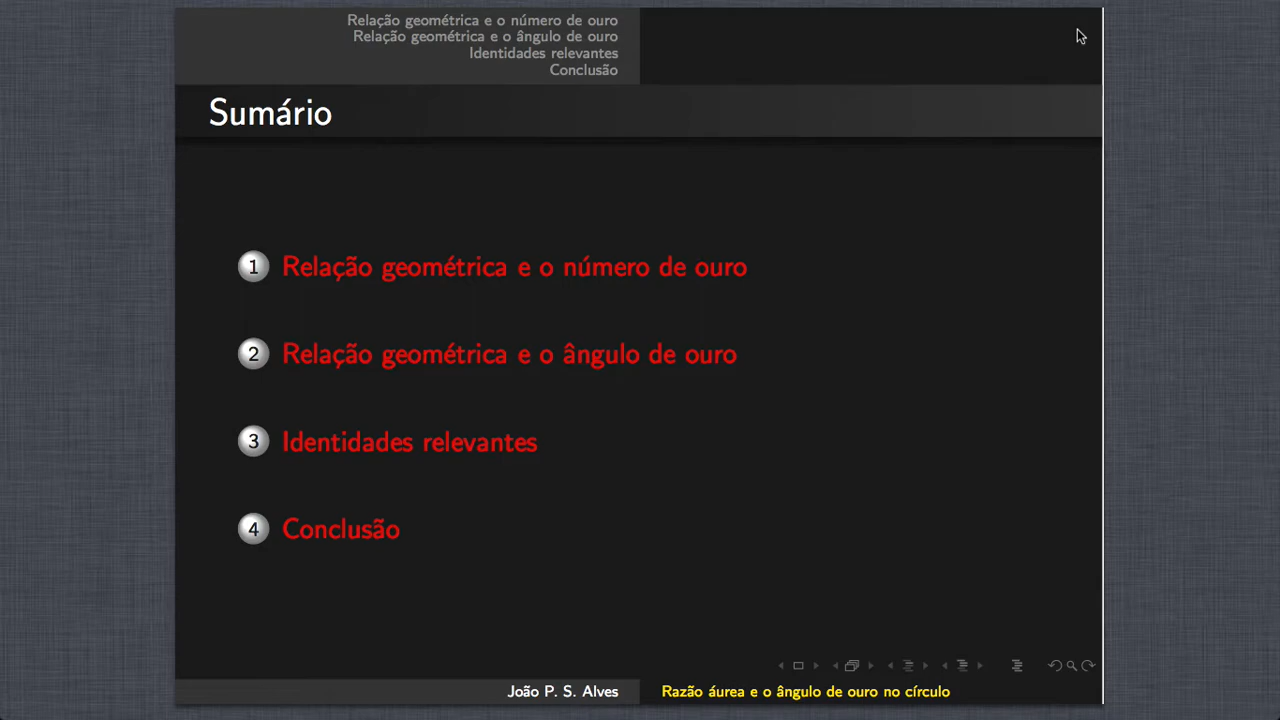 Relação geométrica e o número de ouro
Relação geométrica e o ângulo de ouro
Identidades relevantes
Conclusão
Sumário
1 Relação geométrica e o número de ouro
2 Relação geométrica e o ângulo de ouro
3 Identidades relevantes
4 Conclusão
João P. S. Alves Razão áurea e o ângulo de ouro no círculo